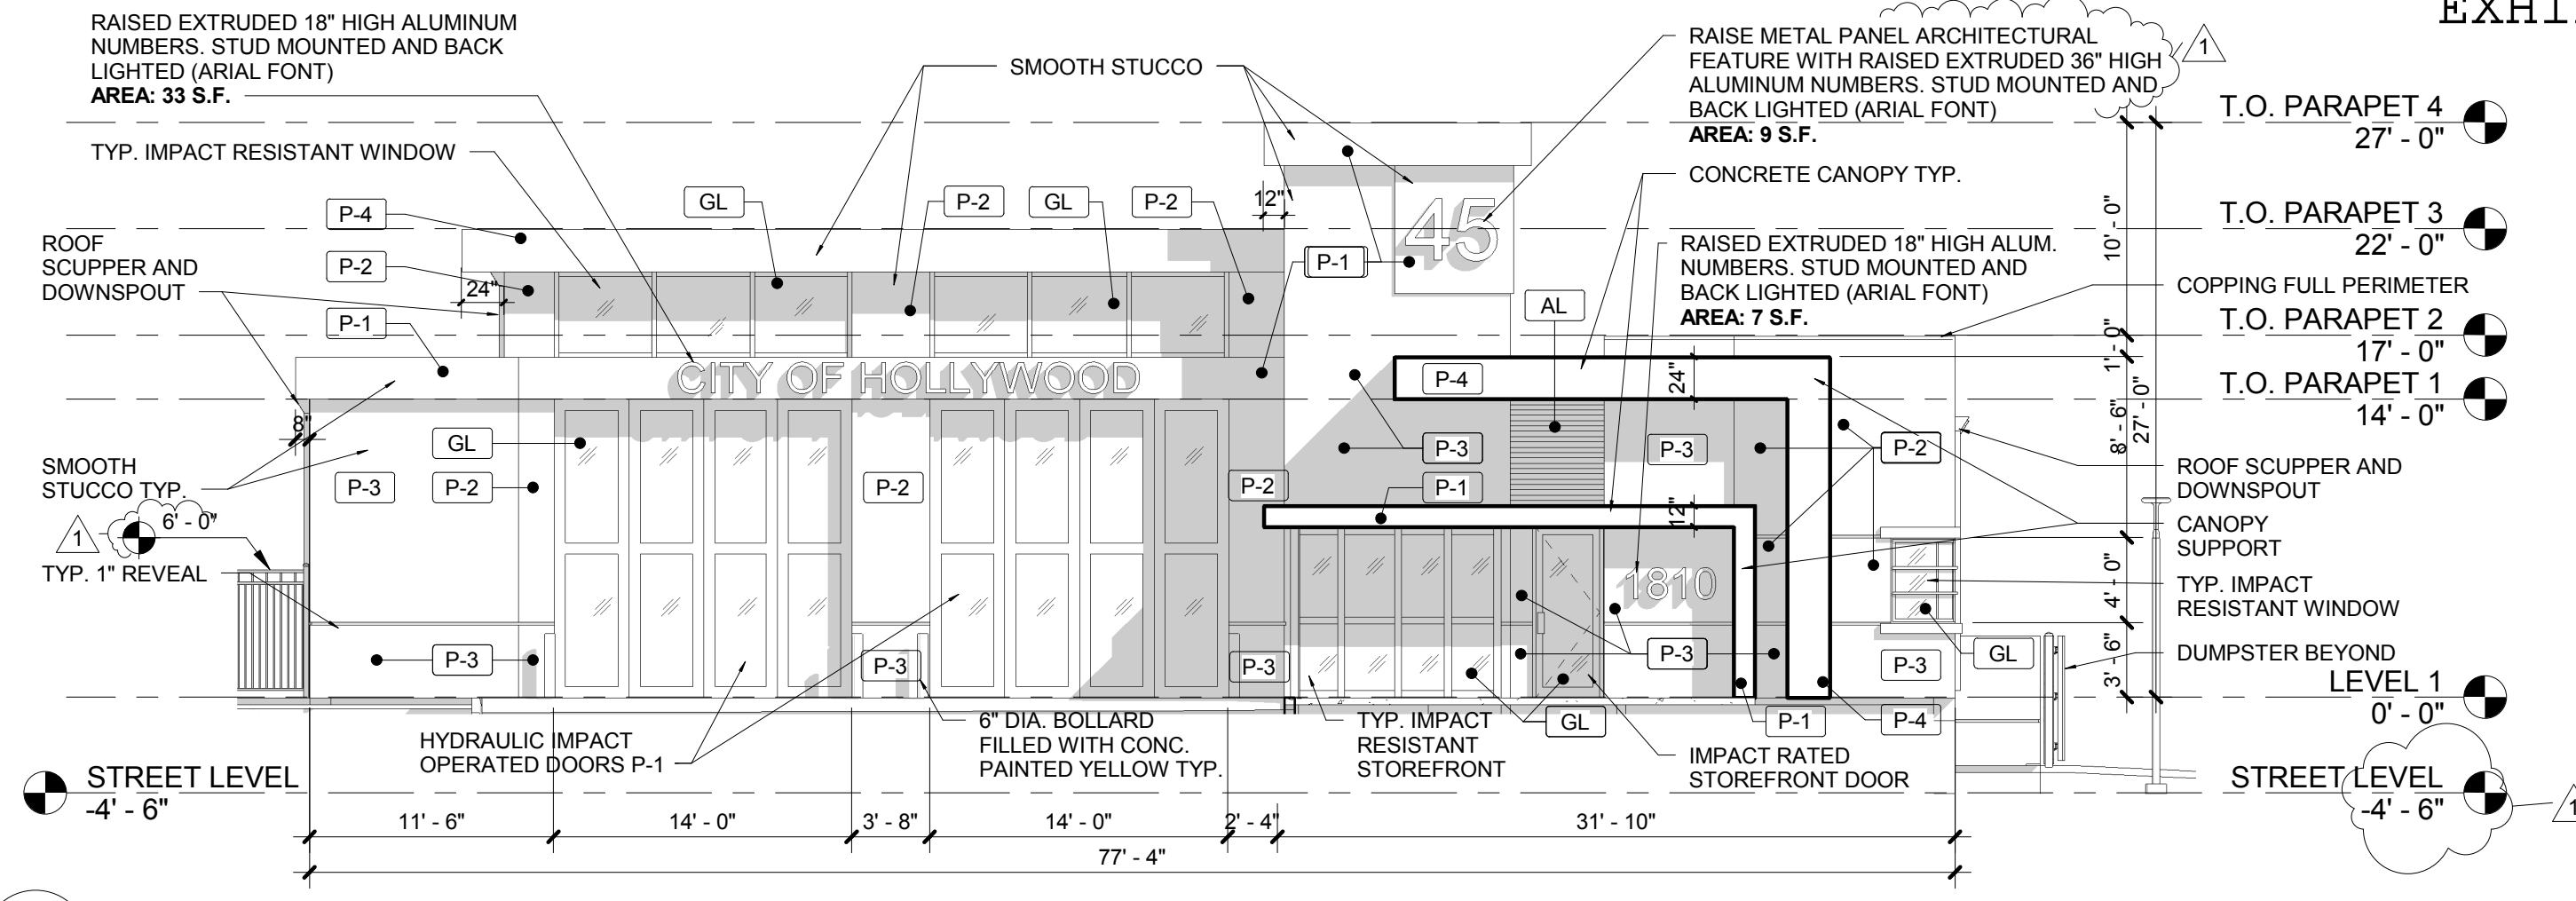 EXHI
RAISED EXTRUDED 18" HIGH ALUMINUM
NUMBERS. STUD MOUNTED AND BACK
LIGHTED (ARIAL FONT)
AREA: 33 S.F.
TYP. IMPACT RESISTANT WINDOW
SMOOTH STUCCO
RAISE METAL PANEL ARCHITECTURAL
FEATURE WITH RAISED EXTRUDED 36" HIGH
ALUMINUM NUMBERS. STUD MOUNTED AND
BACK LIGHTED (ARIAL FONT)
AREA: 9 S.F.
1
CONCRETE CANOPY TYP.
RAISED EXTRUDED 18" HIGH ALUM.
NUMBERS. STUD MOUNTED AND
BACK LIGHTED (ARIAL FONT)
AREA: 7 S.F.
T.O. PARAPET 4
27' - 0"
T.O. PARAPET 3
22' - 0"
COPPING FULL PERIMETER
T.O. PARAPET 2
17' - 0"
T.O. PARAPET 1
14' - 0"
10' - 0"
1' - 0"
8' - 6"
27' - 0"
4' - 0"
3' - 6"
ROOF
SCUPPER AND
DOWNSPOUT
P-4
P-2
P-1
GL
P-2
GL
P-2
12"
24"
P-1
45
AL
CITY OF HOLLYWOOD
8"
SMOOTH
STUCCO TYP.
GL
P-3
P-2
P-2
P-2
P-4
24"
P-3
P-1
P-3
12"
P-2
ROOF SCUPPER AND
DOWNSPOUT
CANOPY
SUPPORT
TYP. IMPACT
RESISTANT WINDOW
DUMPSTER BEYOND
LEVEL 1
0' - 0"
1
6' - 0"
TYP. 1" REVEAL
1810
P-3
P-3
P-3
P-3
P-3
GL
GL
P-1
P-4
HYDRAULIC IMPACT
OPERATED DOORS P-1
6" DIA. BOLLARD
FILLED WITH CONC.
PAINTED YELLOW TYP.
TYP. IMPACT
RESISTANT
STOREFRONT
IMPACT RATED
STOREFRONT DOOR
STREET LEVEL
-4' - 6"
STREET LEVEL
-4' - 6"
1
11' - 6"
14' - 0"
3' - 8"
14' - 0"
2' - 4"
31' - 10"
77' - 4"